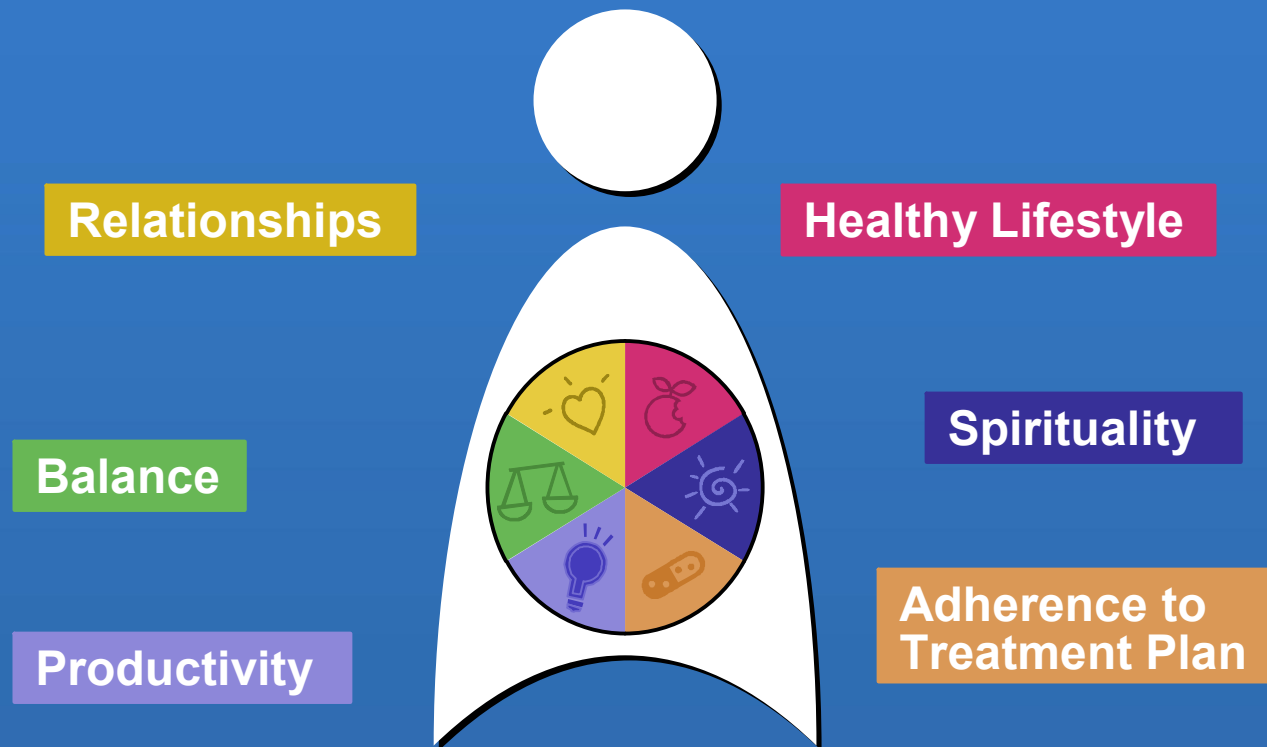 Relationships
Healthy Lifestyle
Balance
Spirituality
Productivity
Adherence to
Treatment Plan